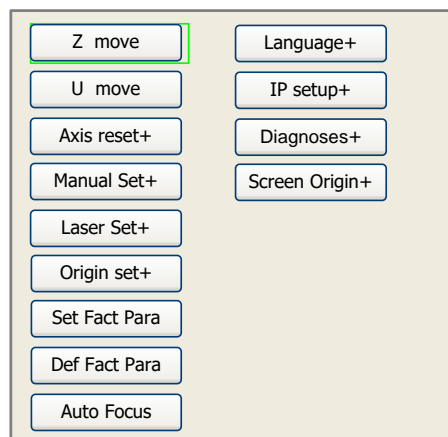 Z move
U move
Axis reset+
Manual Set+
Laser Set+
Origin set+
Set Fact Para
Def Fact Para
Auto Focus
Language+
IP setup+
Diagnoses+
Screen Origin+